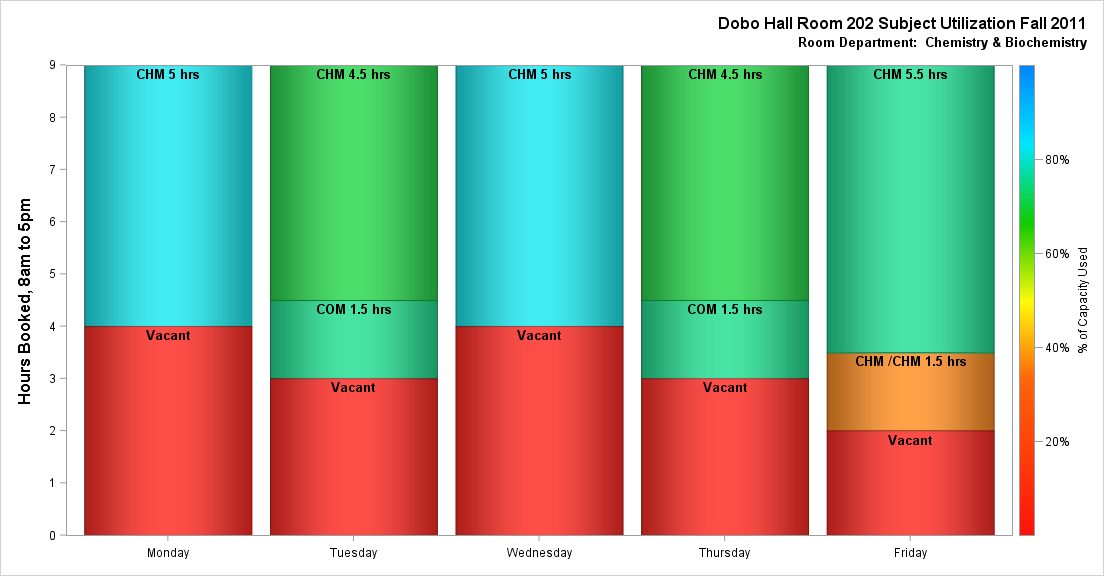 Dobo Hall Room 202 Subject Utilization Fall 2011
Room Department:  Chemistry & Biochemistry
Hours Booked, 8am to 5pm
9
8
7
6
5
4
3
2
1
0
CHM 5 hrs
Vacant
CHM 4.5 hrs
COM 1.5 hrs
Vacant
CHM 5 hrs
Vacant
CHM 4.5 hrs
COM 1.5 hrs
Vacant
CHM 5.5 hrs
CHM /CHM 1.5 hrs
Vacant
Monday
Tuesday
Wednesday
Thursday
Friday
80%
60%
40%
20%
% of Capacity Used